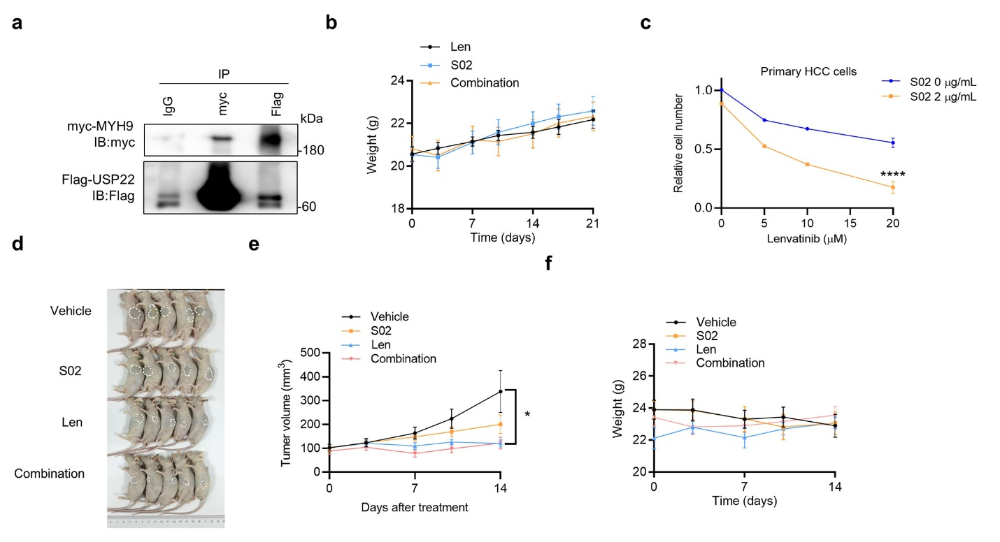 a
IP
IgG
myc
Flag
kDa
myc-MYH9
IB:myc
-180
Flag-USP22
IB:Flag
-60
b
Len
S02
Combination
24
22
20
18
Weight (g)
0
7
14
21
Time (days)
c
Primary HCC cells
S02 0 μg/mL
S02 2 μg/mL
1.0
0.5
0.0
Relative cell number
****
0
5
10
15
20
Lenvatinib (μM)
d
Vehicle
S02
Len
Combination
e
Vehicle
S02
Len
Combination
500
400
300
200
100
0
Tumer volume (mm3)
*
0
7
14
Days after treatment
f
Vehicle
S02
Len
Combination
28
26
24
22
20
Weight (g)
0
7
14
Time (days)